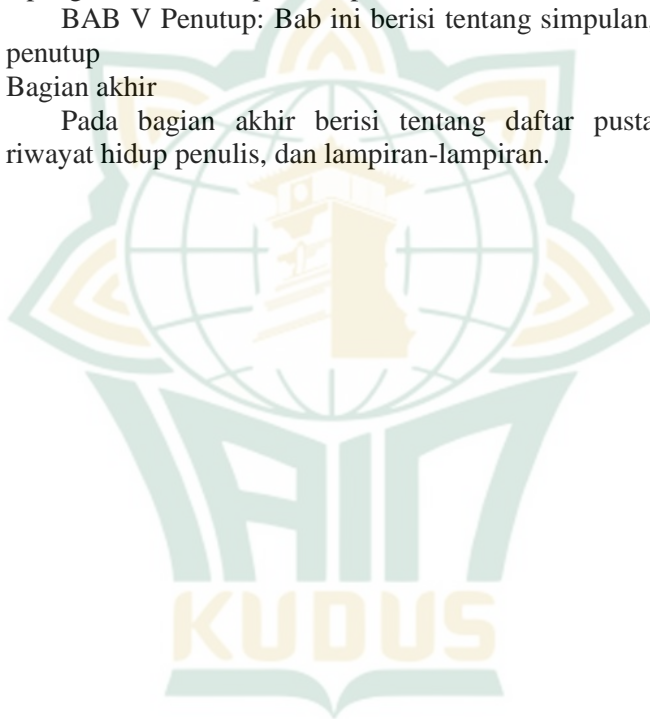 BAB V Penutup: Bab ini berisi tentang simpulan
penutup
Bagian akhir
Pada bagian akhir berisi tentang daftar
riwayat hidup penulis, dan lampiran-lampiran.
IAIN
KUDUS